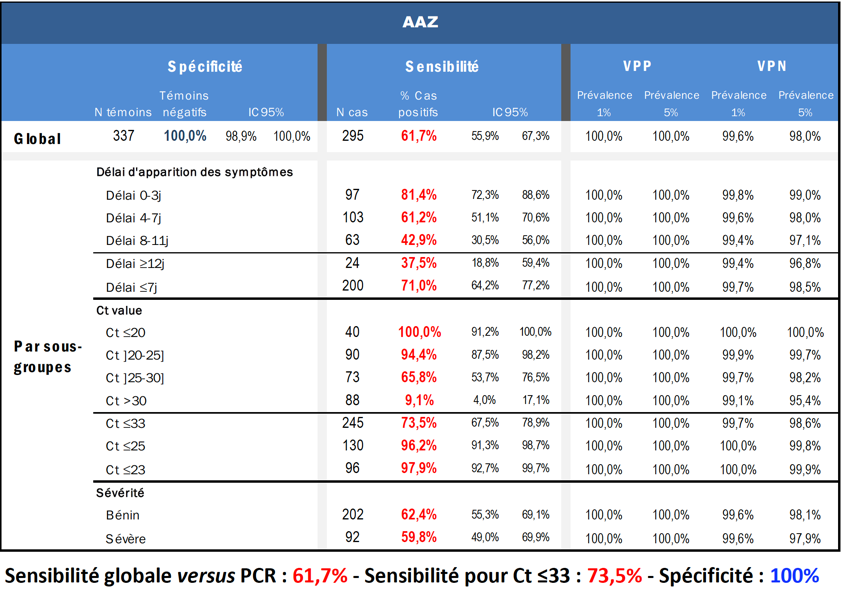 AAZ
Spécificité Sensibilité VPP VPN
N témoins Témoins négatifs IC 95% N cas % Cas positifs IC 95% Prévalence 1% Prévalence 5% Prévalence 1% Prévalence 5%
Global 337 100,0% 98,9% 100,0% 295 61,7% 55,9% 67,3% 100,0% 100,0% 99,6% 98,0%
Par sous-groupes
Délai d'apparition des symptômes
Délai 0-3j 97 81,4% 72,3% 88,6% 100,0% 100,0% 99,8% 99,0%
Délai 4-7j 103 61,2% 51,1% 70,6% 100,0% 100,0% 99,6% 98,0%
Délai 8-11j 63 42,9% 30,5% 56,0% 100,0% 100,0% 99,4% 97,1%
Délai ≥12j 24 37,5% 18,8% 59,4% 100,0% 100,0% 99,4% 96,8%
Délai ≤7j 200 71,0% 64,2% 77,2% 100,0% 100,0% 99,7% 98,5%
Ct value
Ct ≤20 40 100,0% 91,2% 100,0% 100,0% 100,0% 100,0% 100,0%
Ct ]20-25] 90 94,4% 87,5% 98,2% 100,0% 100,0% 99,9% 99,7%
Ct ]25-30] 73 65,8% 53,7% 76,5% 100,0% 100,0% 99,7% 98,2%
Ct >30 88 9,1% 4,0% 17,1% 100,0% 100,0% 99,1% 95,4%
Ct ≤33 245 73,5% 67,5% 78,9% 100,0% 100,0% 99,7% 98,6%
Ct ≤25 130 96,2% 91,3% 98,7% 100,0% 100,0% 100,0% 99,8%
Ct ≤23 96 97,9% 92,7% 99,7% 100,0% 100,0% 100,0% 99,9%
Sévérité
Bénin 202 62,4% 55,3% 69,1% 100,0% 100,0% 99,6% 98,1%
Sévère 92 59,8% 49,0% 69,9% 100,0% 100,0% 99,6% 97,9%
Sensibilité globale versus PCR : 61,7% - Sensibilité pour Ct ≤33 : 73,5% - Spécificité : 100%